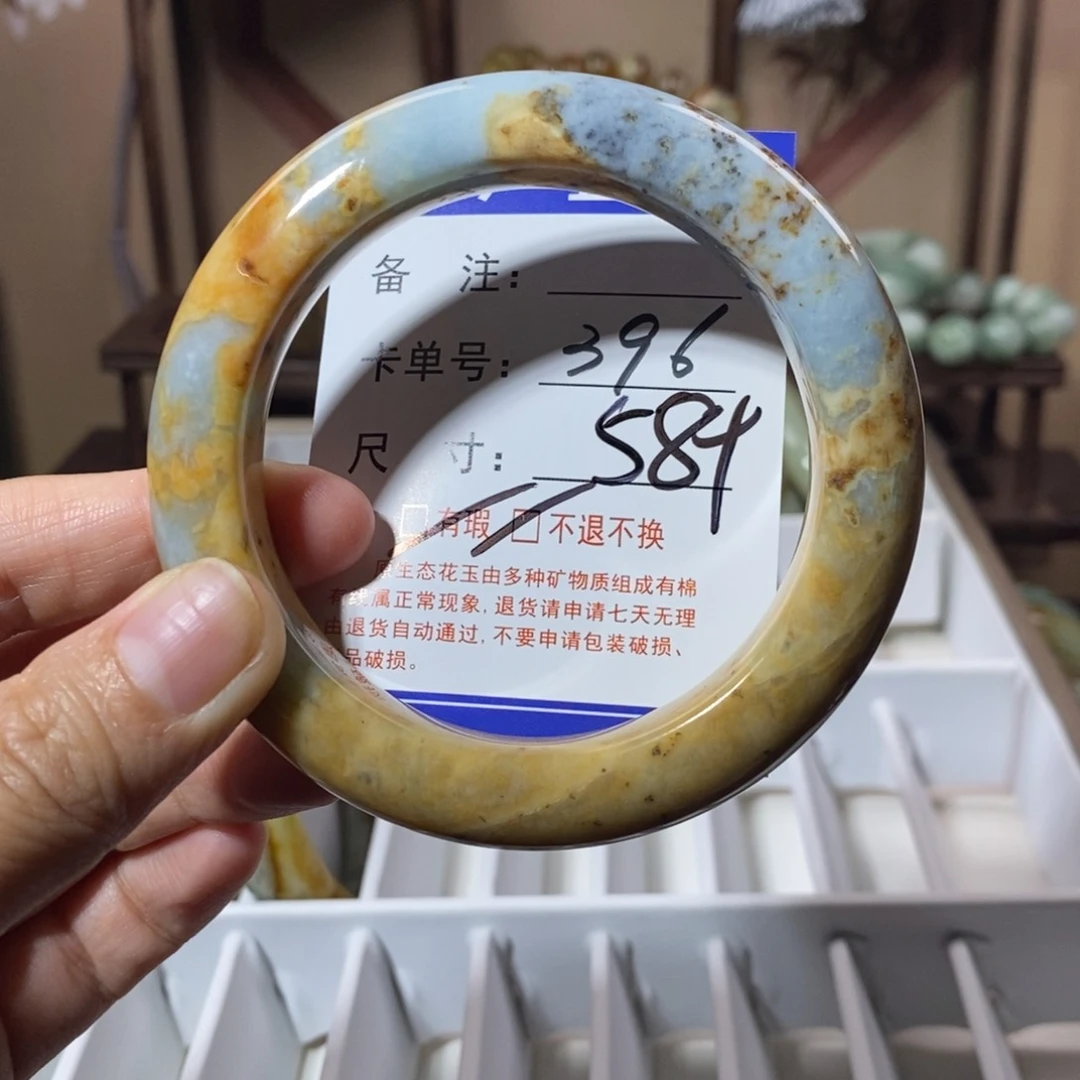 备 注：
卡单号：396
尺 寸：584
有瑕 不退不换
原生态花玉由多种矿物质组成有棉
有线属正常现象，退货请申请七天无理
由退货自动通过，不要申请包装破损、
品破损。